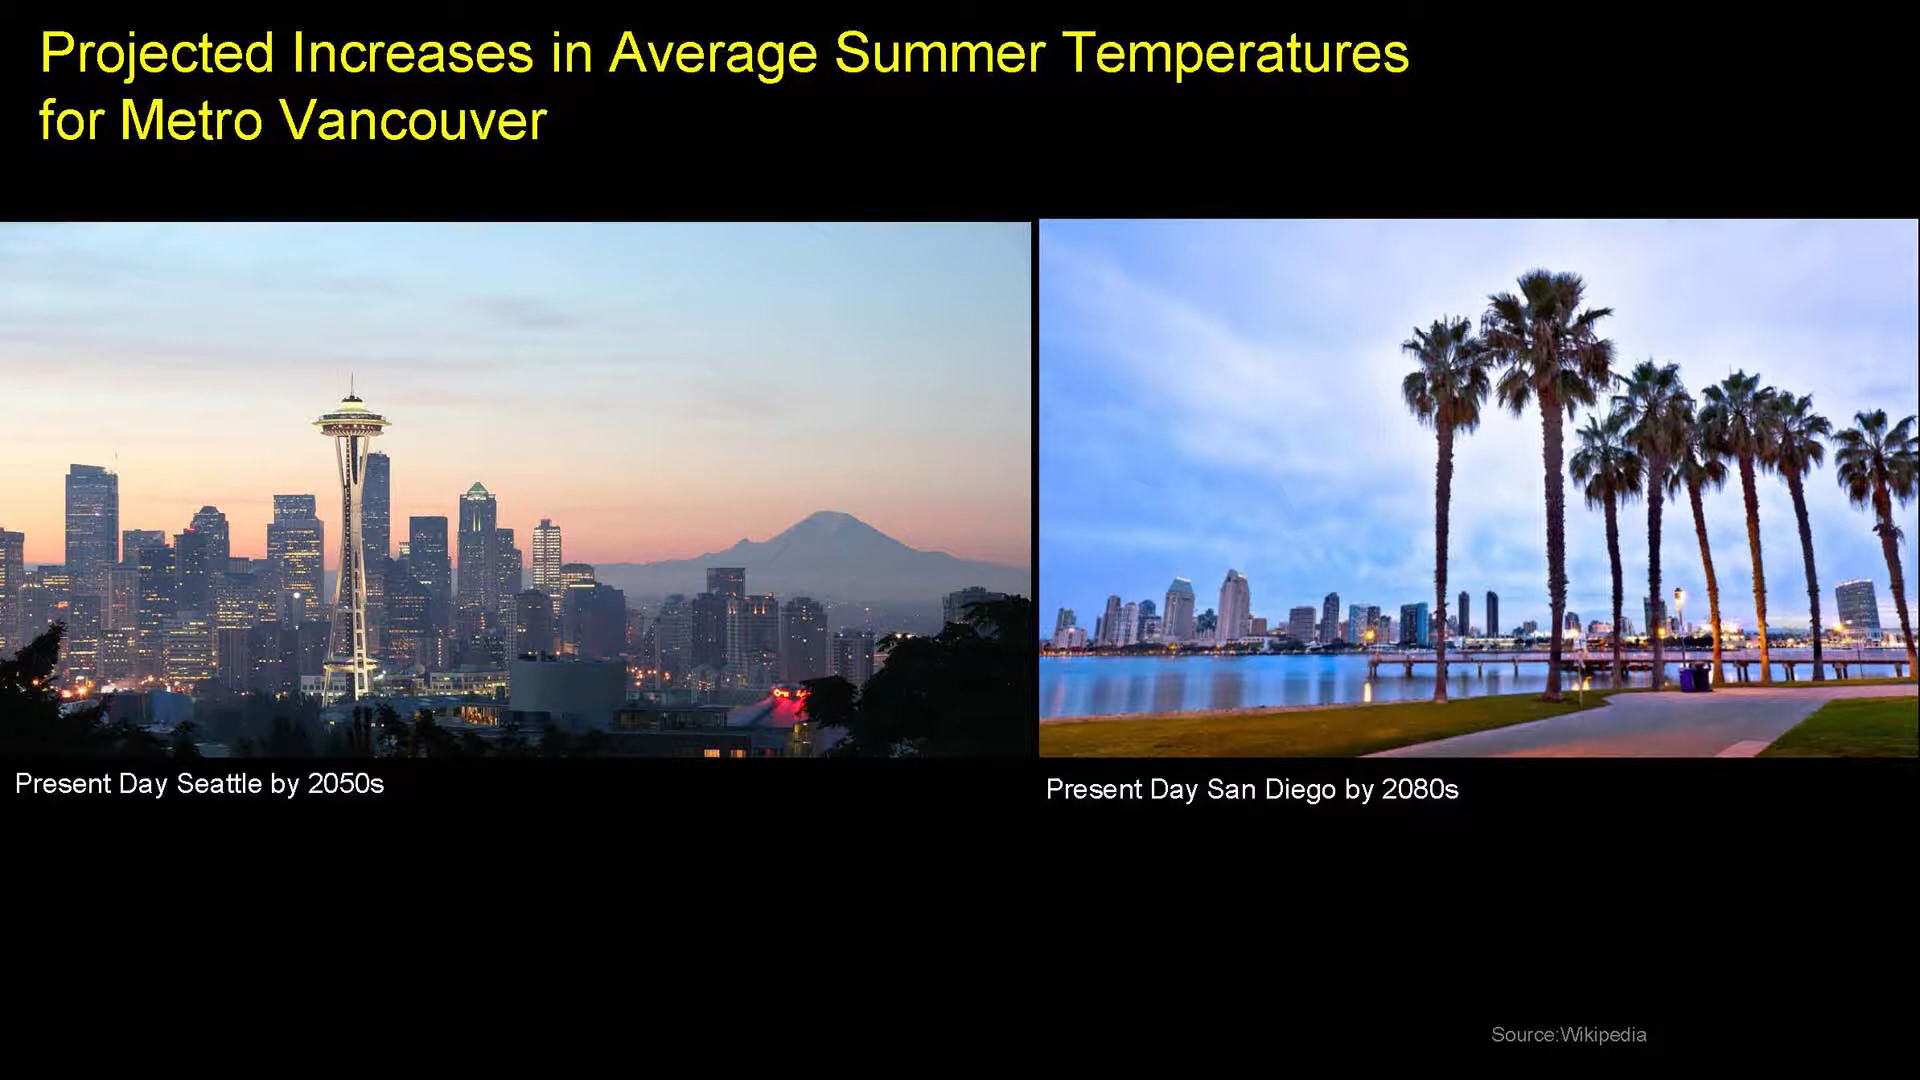 Projected Increases in Average Summer Temperatures
for Metro Vancouver
Present Day Seattle by 2050s
Present Day San Diego by 2080s
Source:Wikipedia